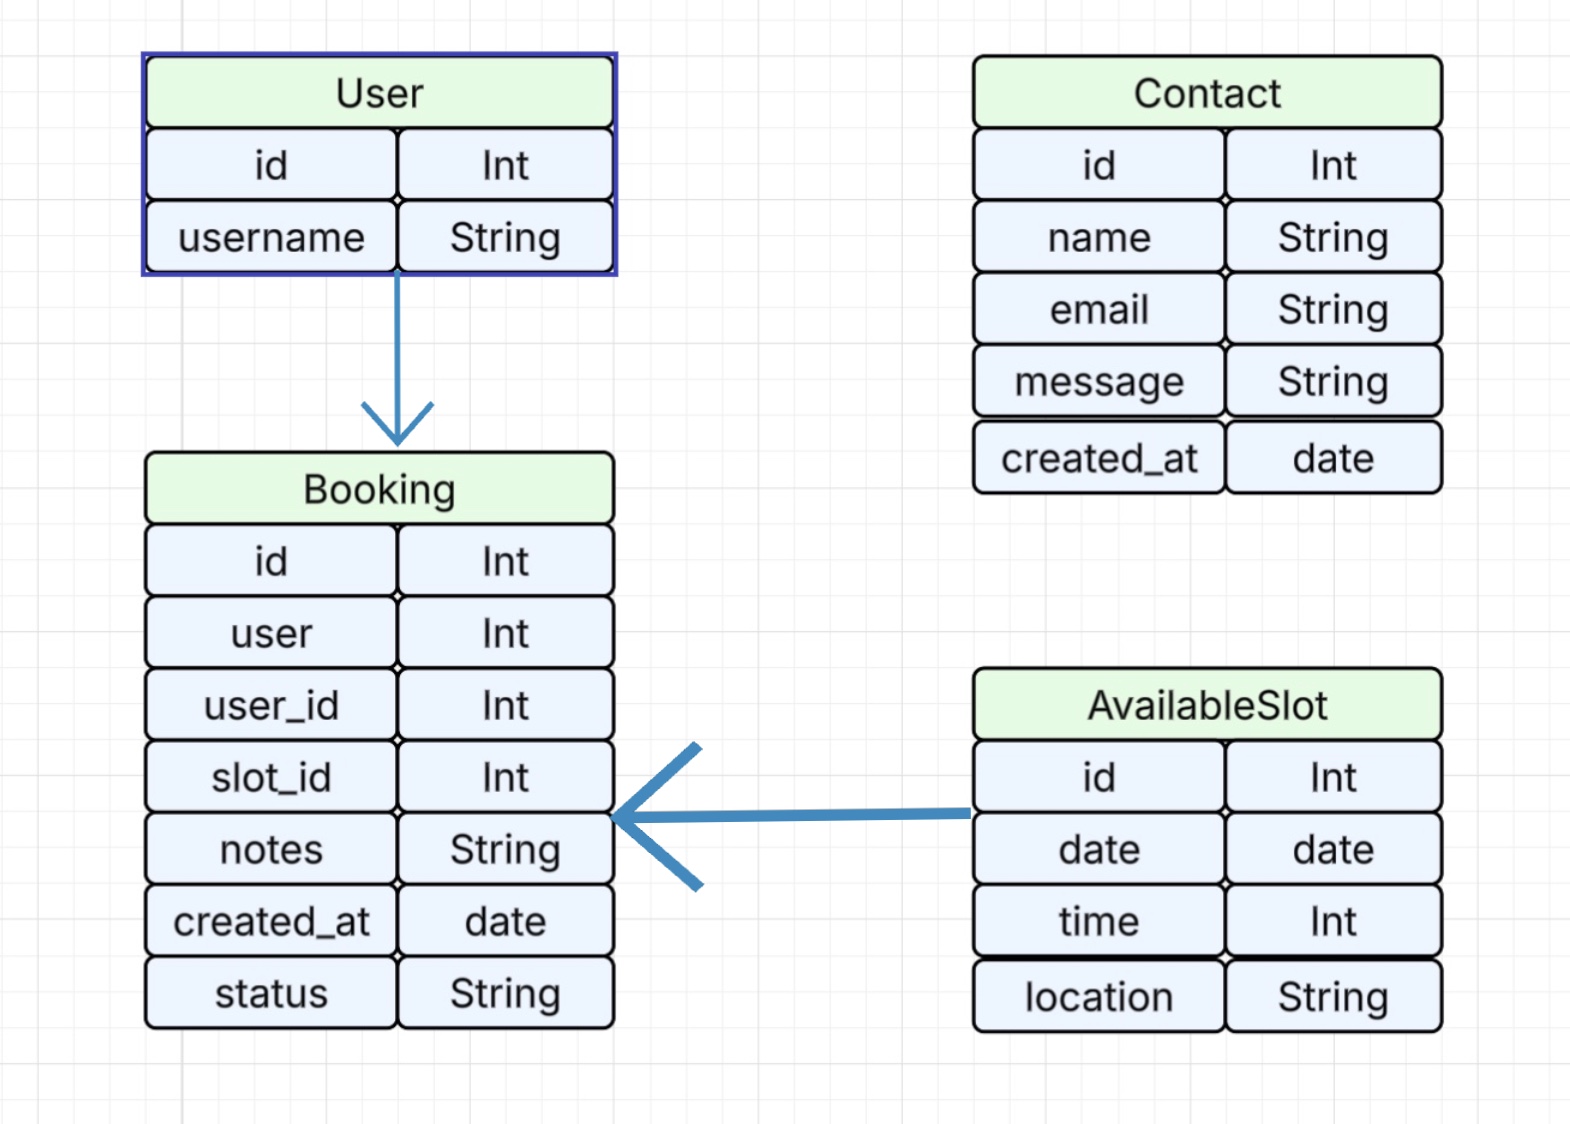 User
id Int
username String
Booking
id Int
user Int
user_id Int
slot_id Int
notes String
created_at date
status String
Contact
id Int
name String
email String
message String
created_at date
AvailableSlot
id Int
date date
time Int
location String